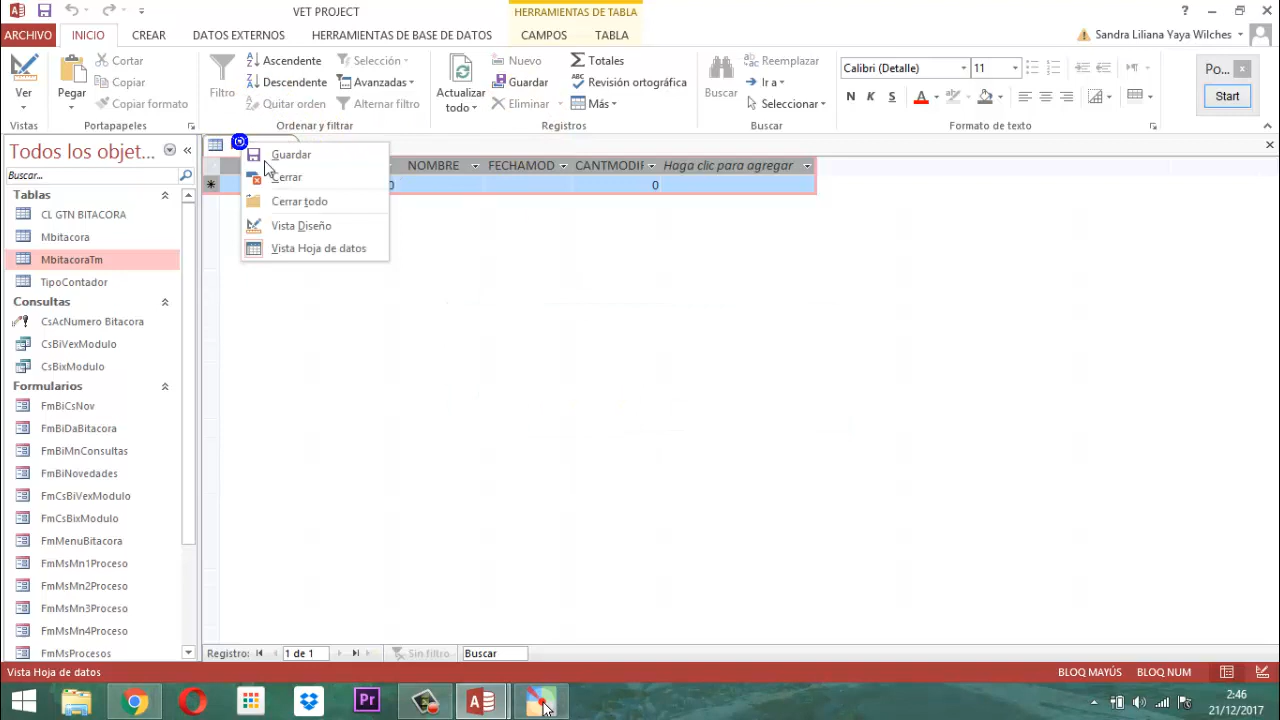 VET PROJECT
HERRAMIENTAS DE TABLA
?
ARCHIVO INICIO CREAR DATOS EXTERNOS HERRAMIENTAS DE BASE DE DATOS CAMPOS TABLA Sandra Liliana Yaya Wilches
Ver
Pegar
Cortar
Copiar
Copiar formato
Filtro
Ascendente
Descendente
Quitar orden
Selección
Avanzadas
Alternar filtro
Actualizar todo
Nuevo
Guardar
Eliminar
Totales
Revisión ortográfica
Más
Buscar
Reemplazar
Ir a
Seleccionar
Calibri (Detalle) 11
N K S A
Po... x
Start
Vistas Portapapeles Ordenar y filtrar Registros Buscar Formato de texto
Todos los objet... «
Buscar...
Tablas
CL GTN BITACORA
Mbitacora
MbitacoraTm
TipoContador
Consultas
CsAcNumero Bitacora
CsBiVexModulo
CsBixModulo
Formularios
FmBiCsNov
FmBiDaBitacora
FmBiMnConsultas
FmBiNovedades
FmCsBiVexModulo
FmCsBixModulo
FmMenuBitacora
FmMsMn1Proceso
FmMsMn2Proceso
FmMsMn3Proceso
FmMsMn4Proceso
FmMsProcesos
NOMBRE FECHAMOD CANTMODIF Haga clic para agregar
0 0
Guardar
Cerrar
Cerrar todo
Vista Diseño
Vista Hoja de datos
Registro: 1 de 1 Sin filtro Buscar
Vista Hoja de datos BLOQ MAYÚS BLOQ NUM
Pr
2:46
21/12/2017